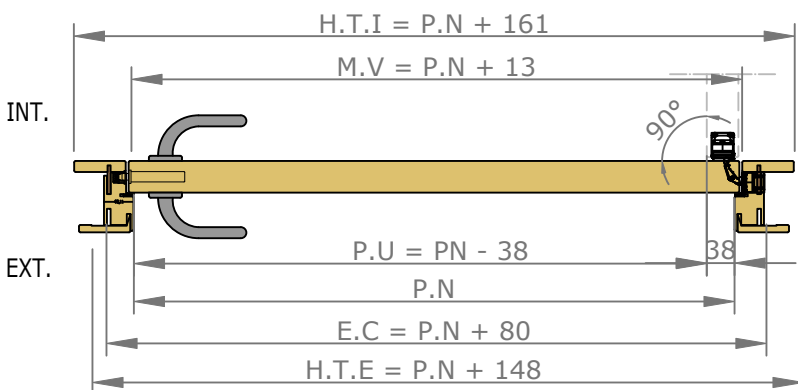 H.T.I = P.N + 161
M.V = P.N + 13
INT.
90°
EXT.
P.U = PN - 38
38
P.N
E.C = P.N + 80
H.T.E = P.N + 148